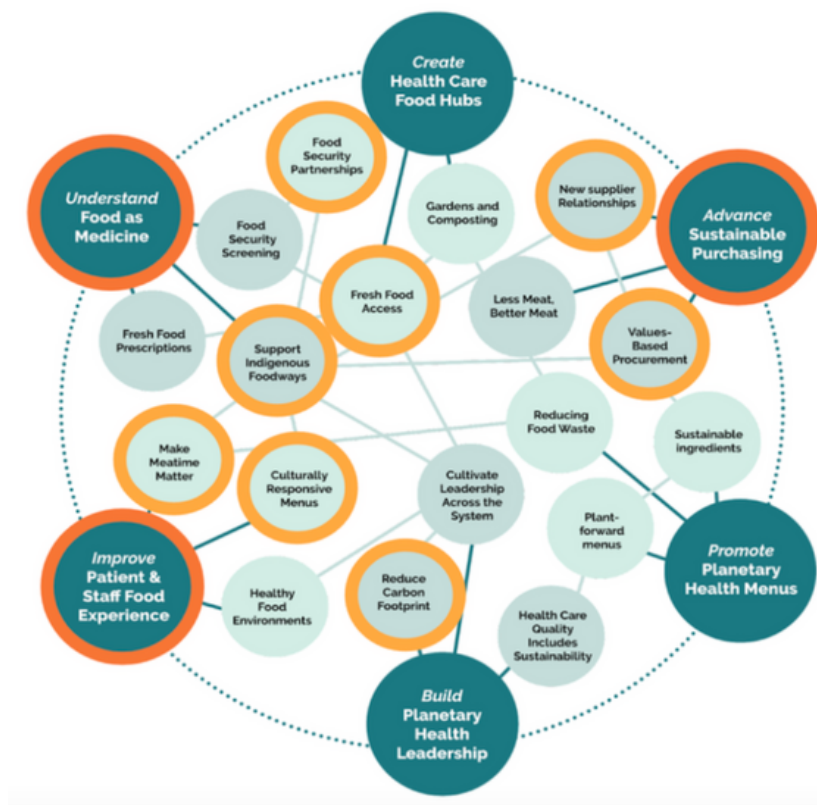 Create
Health Care
Food Hubs
Food
Security
Partnerships
New supplier
Relationships
Understand
Food as
Medicine
Gardens and
Composting
Advance
Sustainable
Purchasing
Food
Security
Screening
Fresh Food
Access
Less Meat,
Better Meat
Fresh Food
Prescriptions
Support
Indigenous
Foodways
Values-
Based
Procurement
Reducing
Food Waste
Sustainable
ingredients
Make
Meatime
Matter
Culturally
Responsive
Menus
Cultivate
Leadership
Across the
System
Plant-
forward
menus
Improve
Patient &
Staff Food
Experience
Promote
Planetary
Health Menus
Healthy
Food
Environments
Reduce
Carbon
Footprint
Health Care
Quality
Includes
Sustainability
Build
Planetary
Health
Leadership